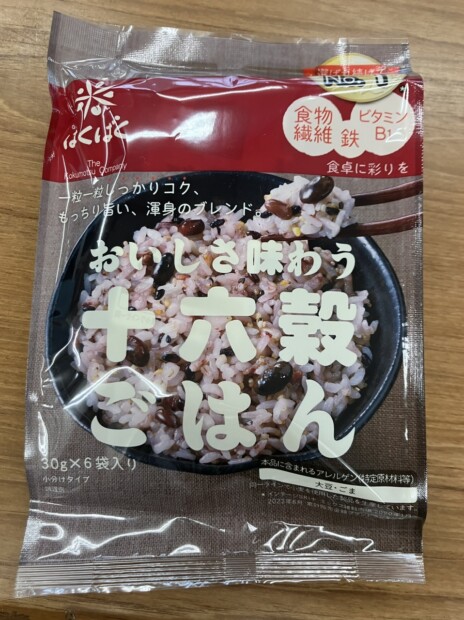 No.1
はくばく
The
Kokumotsu Company
食物
繊維
鉄
ビタミン
B1
食卓に彩りを
一粒一粒しっかりコク、
もっちり旨い、渾身のブレンド。
おいしさ味わう
十六穀
ごはん
30g×6袋入り
小分けタイプ
本品に含まれるアレルゲン(特定原材料等)
大豆・ごま